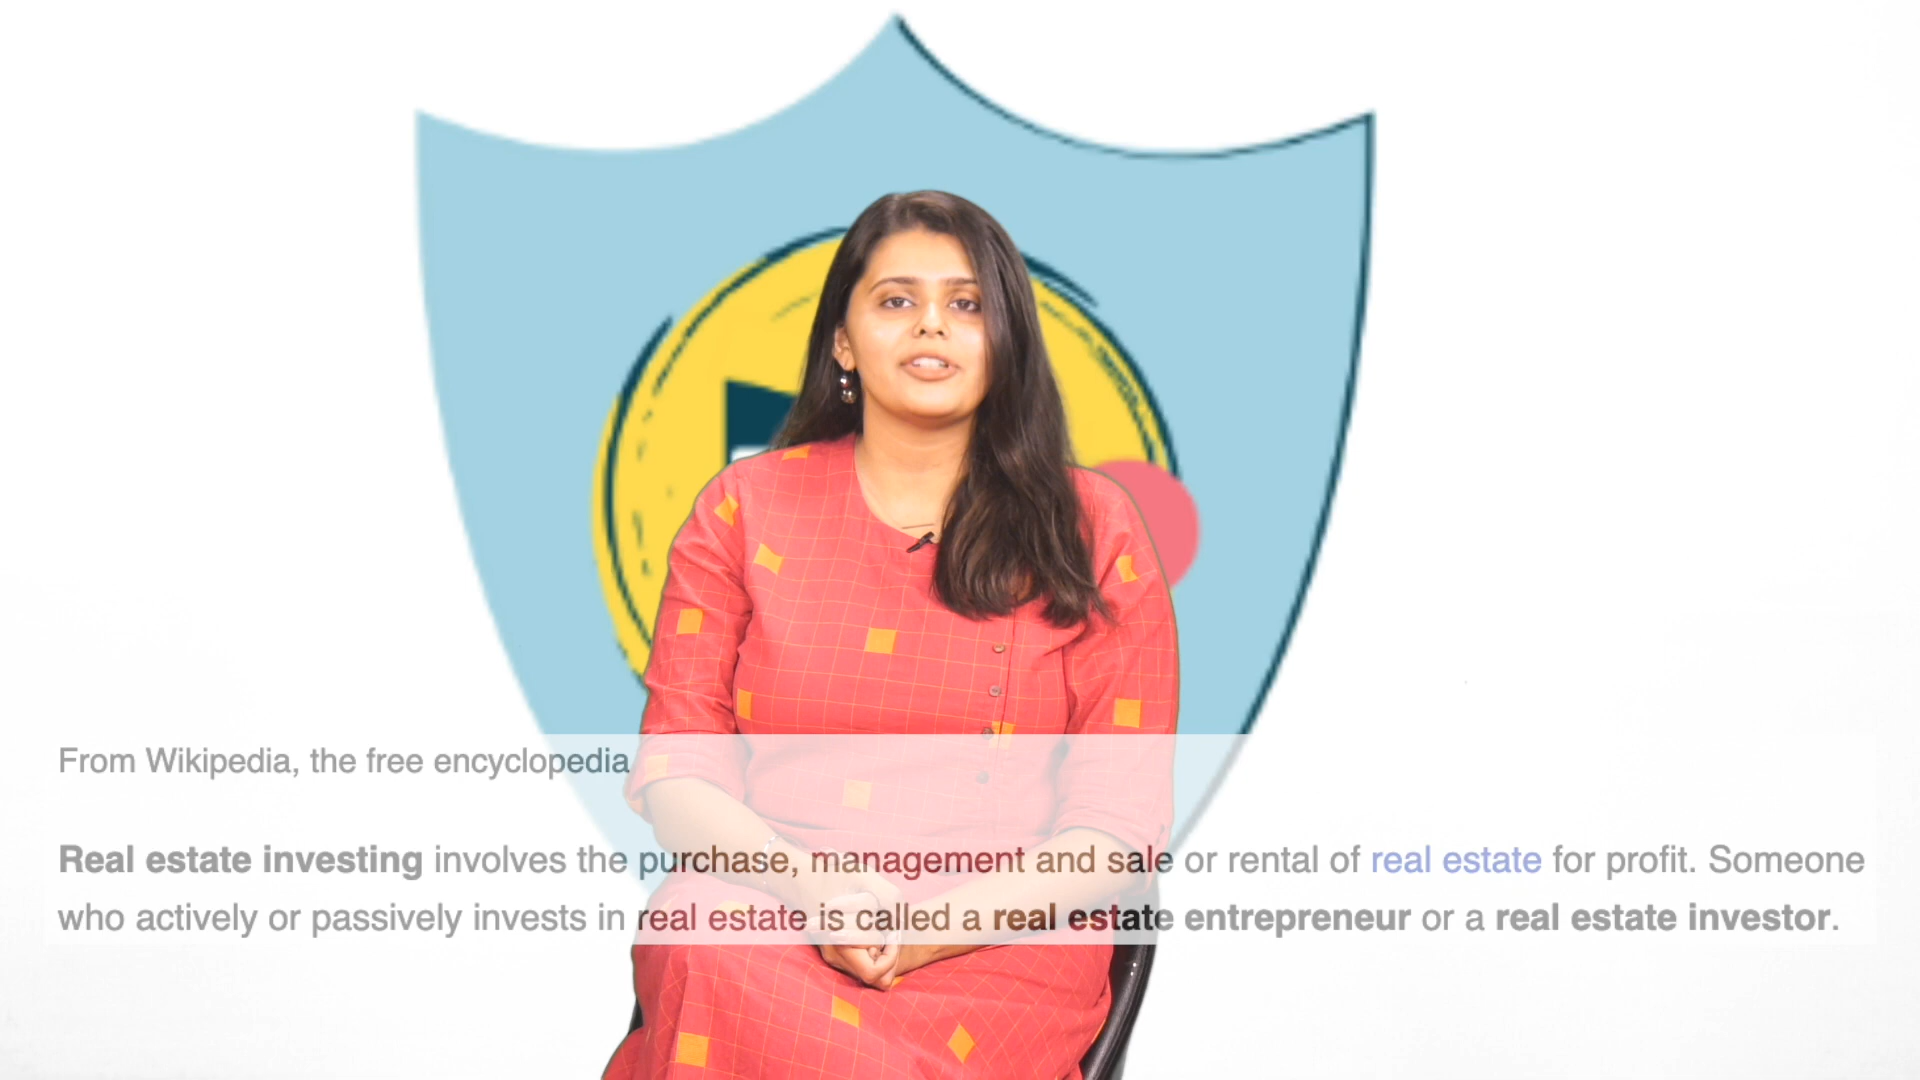 From Wikipedia, the free encyclopedia
Real estate investing involves the purchase, management and sale or rental of real estate for profit. Someone
who actively or passively invests in real estate is called a real estate entrepreneur or a real estate investor.